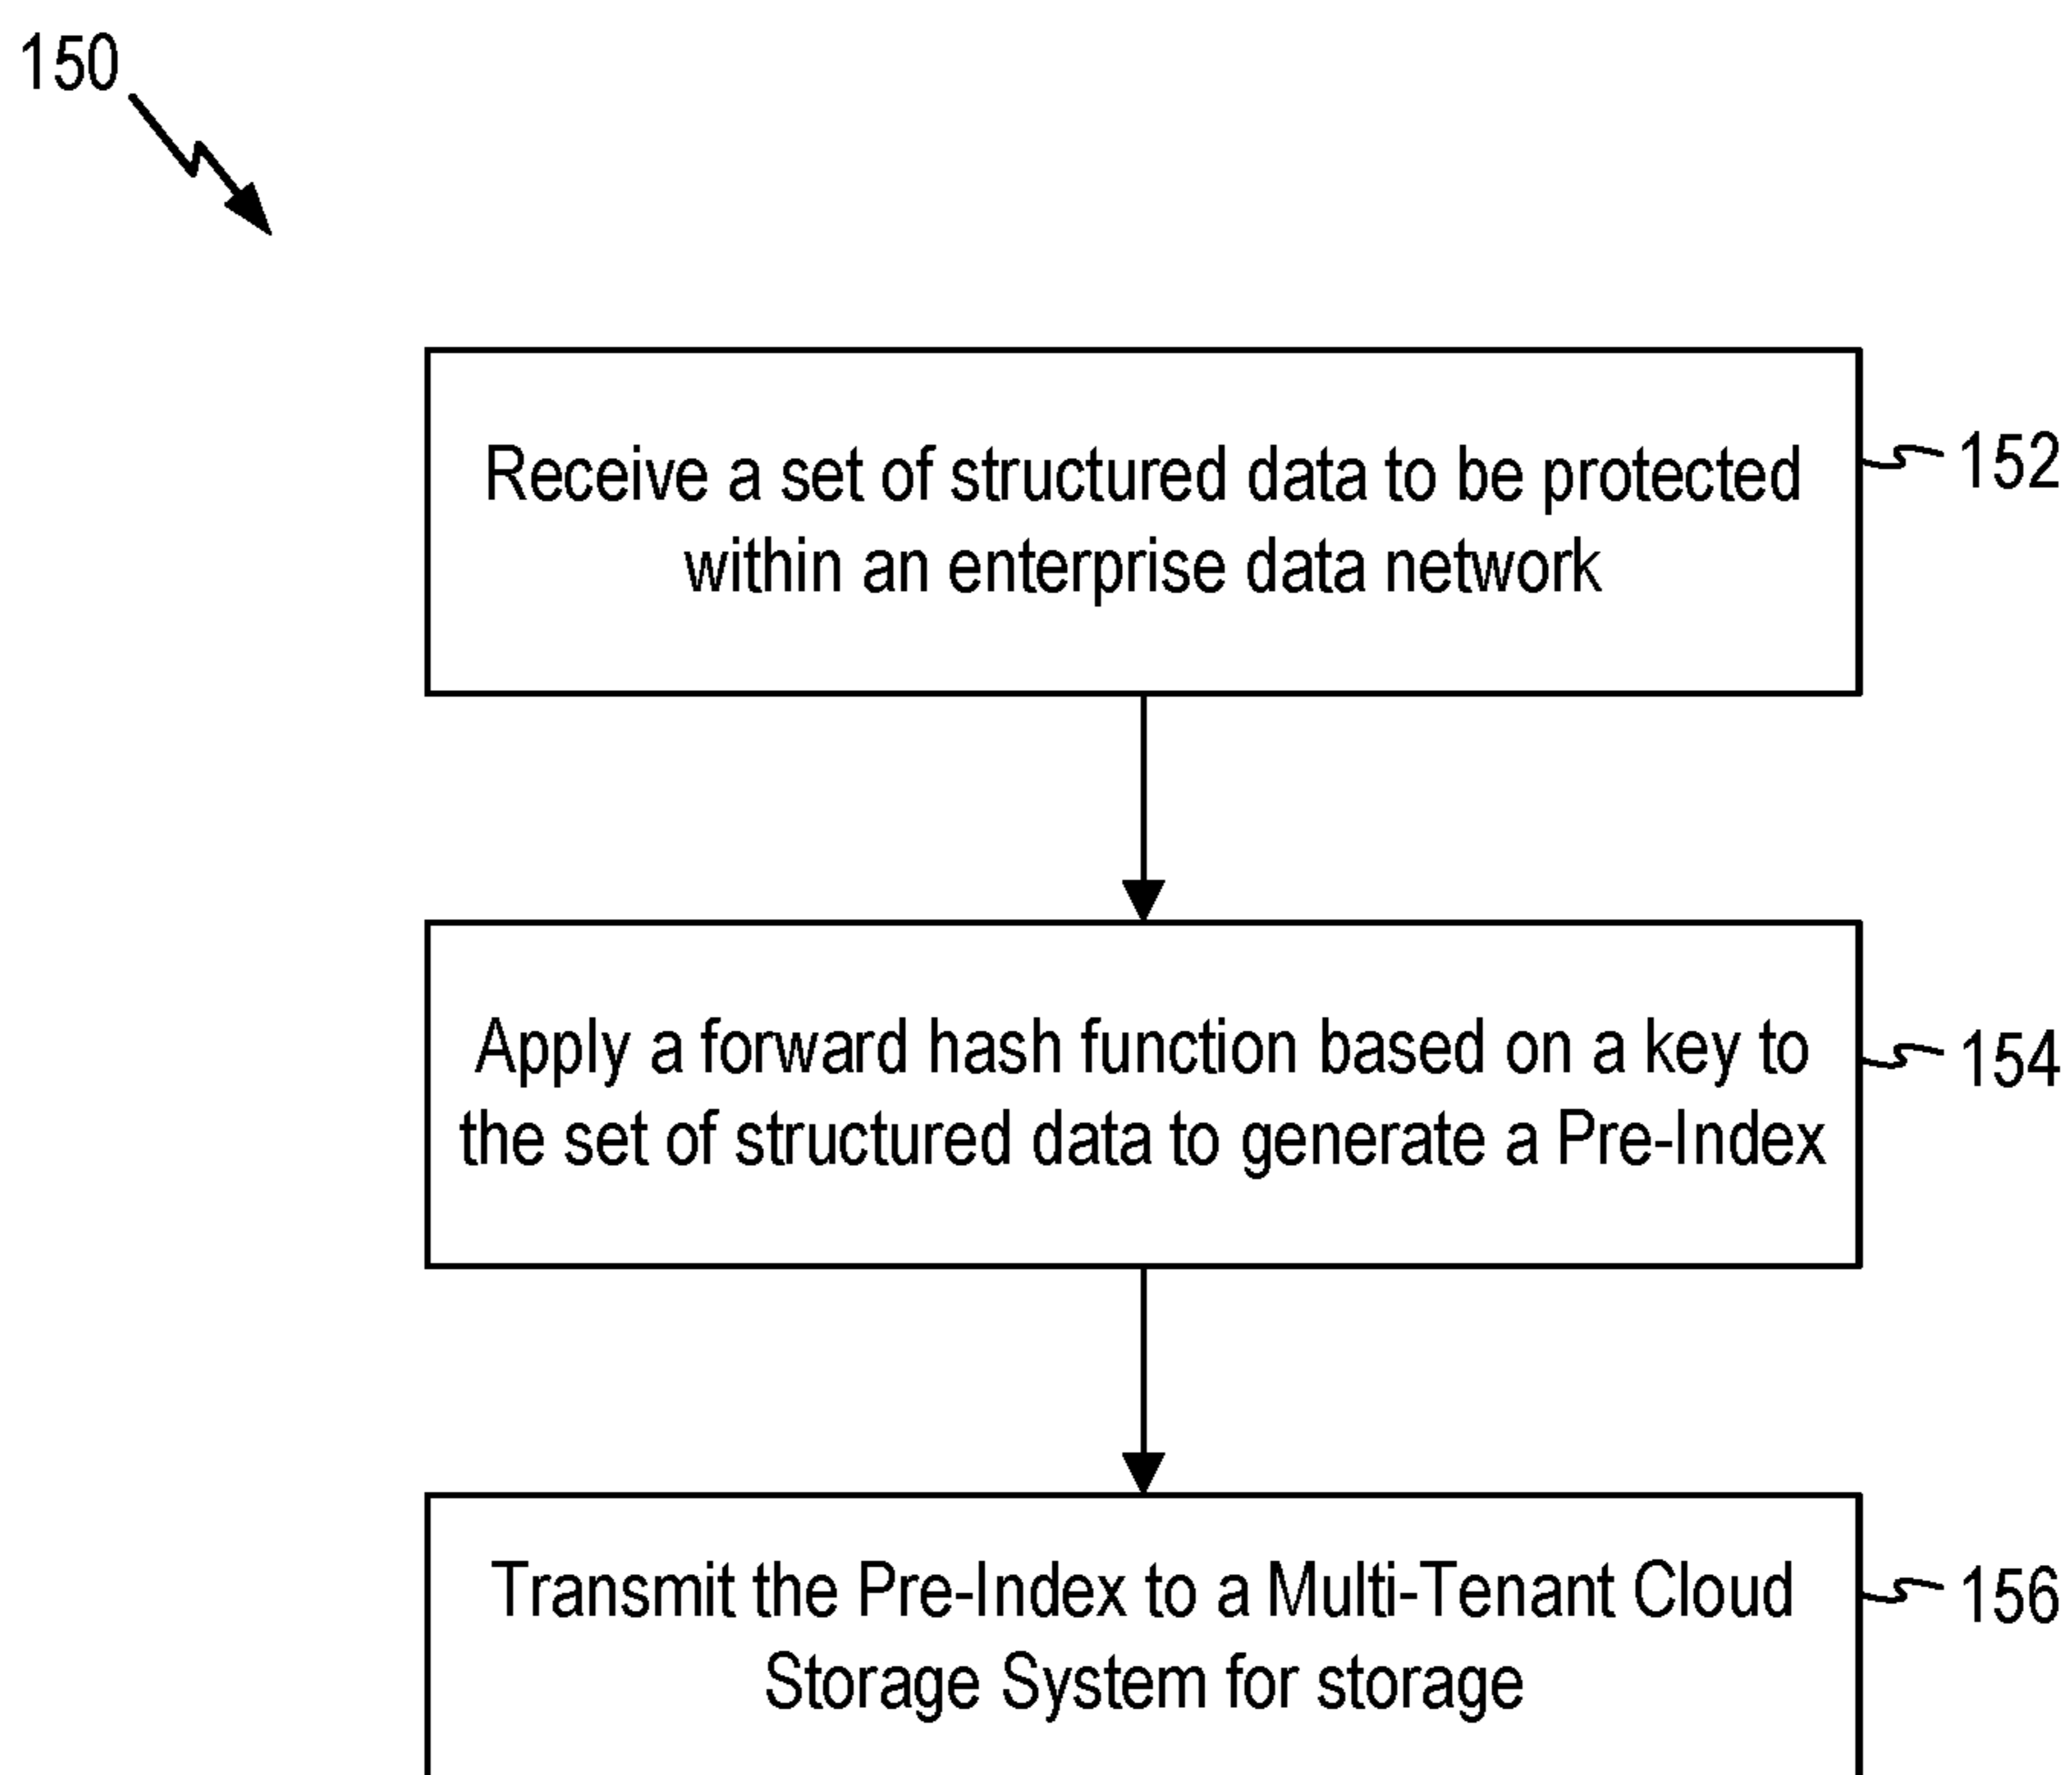 150
Receive a set of structured data to be protected
within an enterprise data network
152
Apply a forward hash function based on a key to
the set of structured data to generate a Pre-Index
154
Transmit the Pre-Index to a Multi-Tenant Cloud
Storage System for storage
156